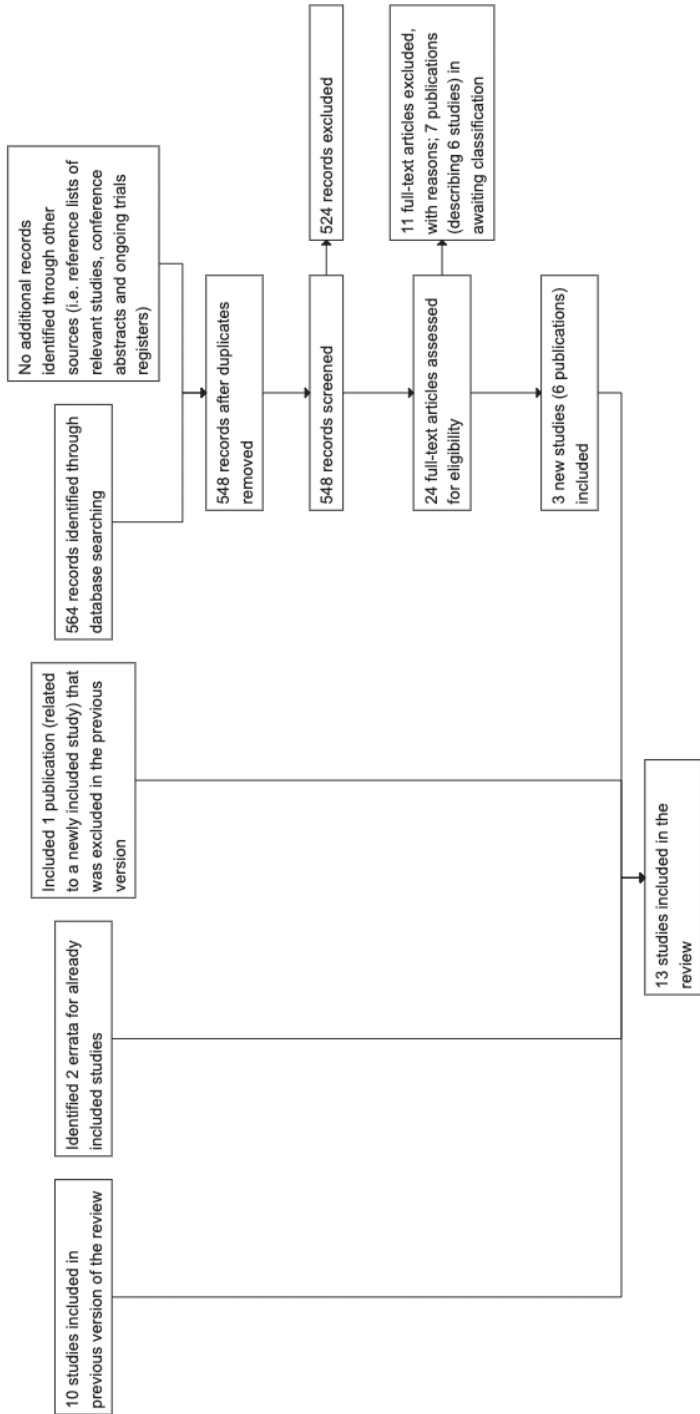 10 studies included in
previous version of the review
Identified 2 errata for already
included studies
Included 1 publication (related
to a newly included study) that
was excluded in the previous
version
564 records identified through
database searching
No additional records
identified through other
sources (i.e. reference lists of
relevant studies, conference
abstracts and ongoing trials
registers)
548 records after duplicates
removed
548 records screened
524 records excluded
24 full-text articles assessed
for eligibility
11 full-text articles excluded,
with reasons; 7 publications
(describing 6 studies) in
awaiting classification
3 new studies (6 publications)
included
13 studies included in the
review